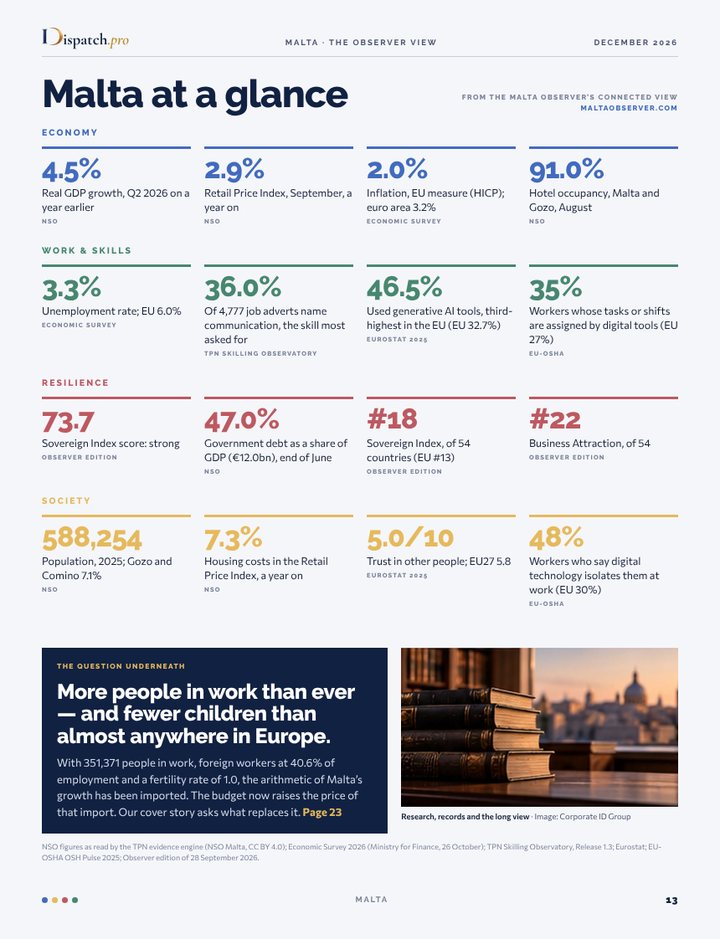 Dispatch.pro
MALTA · THE OBSERVER VIEW
DECEMBER 2026
Malta at a glance
FROM THE MALTA OBSERVER'S CONNECTED VIEW
MALTAOBSERVER.COM
ECONOMY
4.5%
Real GDP growth, Q2 2026 on a
year earlier
NSO
2.9%
Retail Price Index, September, a
year on
NSO
2.0%
Inflation, EU measure (HICP);
euro area 3.2%
ECONOMIC SURVEY
91.0%
Hotel occupancy, Malta and
Gozo, August
NSO
WORK & SKILLS
3.3%
Unemployment rate; EU 6.0%
ECONOMIC SURVEY
36.0%
Of 4,777 job adverts name
communication, the skill most
asked for
TPN SKILLING OBSERVATORY
46.5%
Used generative AI tools, third-
highest in the EU (EU 32.7%)
EUROSTAT 2025
35%
Workers whose tasks or shifts
are assigned by digital tools (EU
27%)
EU-OSHA
RESILIENCE
73.7
Sovereign Index score: strong
OBSERVER EDITION
47.0%
Government debt as a share of
GDP (€12.0bn), end of June
NSO
#18
Sovereign Index, of 54
countries (EU #13)
OBSERVER EDITION
#22
Business Attraction, of 54
OBSERVER EDITION
SOCIETY
588,254
Population, 2025; Gozo and
Comino 7.1%
NSO
7.3%
Housing costs in the Retail
Price Index, a year on
NSO
5.0/10
Trust in other people; EU27 5.8
EUROSTAT 2025
48%
Workers who say digital
technology isolates them at
work (EU 30%)
EU-OSHA
THE QUESTION UNDERNEATH
More people in work than ever
— and fewer children than
almost anywhere in Europe.
With 351,371 people in work, foreign workers at 40.6% of
employment and a fertility rate of 1.0, the arithmetic of Malta's
growth has been imported. The budget now raises the price of
that import. Our cover story asks what replaces it. Page 23
Research, records and the long view · Image: Corporate ID Group
NSO figures as read by the TPN evidence engine (NSO Malta, CC BY 4.0); Economic Survey 2026 (Ministry for Finance, 26 October); TPN Skilling Observatory, Release 1.3; Eurostat; EU-
OSHA OSH Pulse 2025; Observer edition of 28 September 2026.
MALTA
13